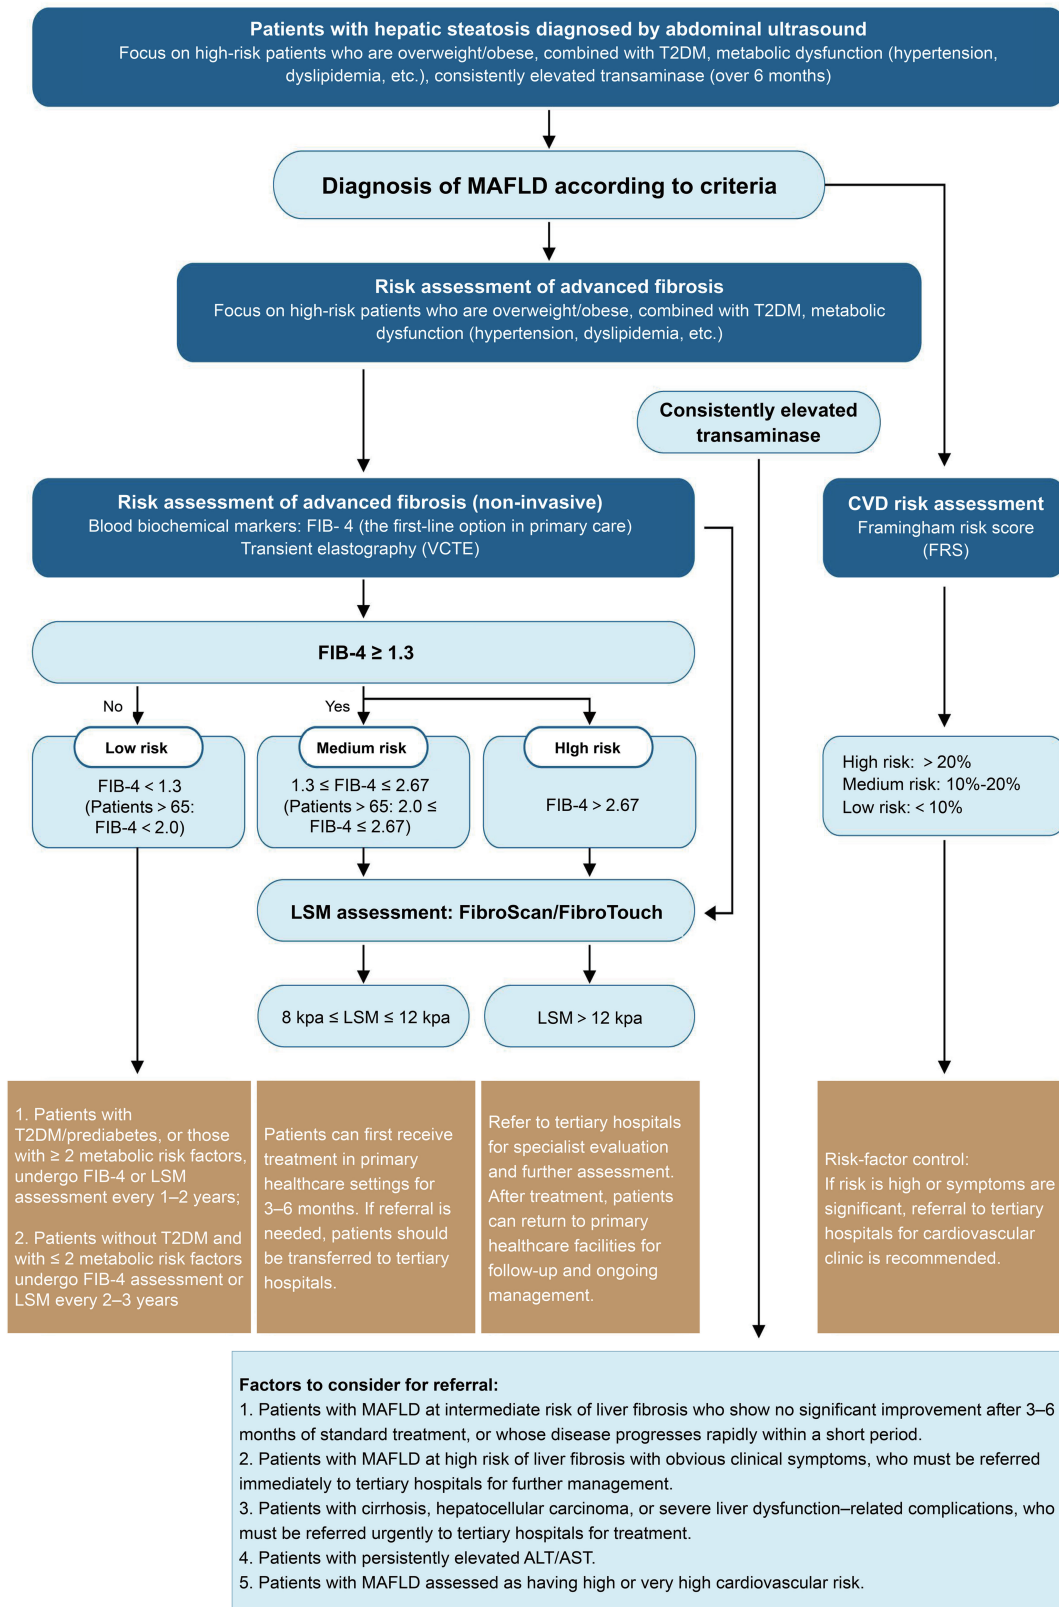 Patients with hepatic steatosis diagnosed by abdominal ultrasound
Focus on high-risk patients who are overweight/obese, combined with T2DM, metabolic dysfunction (hypertension,
dyslipidemia, etc.), consistently elevated transaminase (over 6 months)
Diagnosis of MAFLD according to criteria
Risk assessment of advanced fibrosis
Focus on high-risk patients who are overweight/obese, combined with T2DM, metabolic
dysfunction (hypertension, dyslipidemia, etc.)
Consistently elevated
transaminase
Risk assessment of advanced fibrosis (non-invasive)
Blood biochemical markers: FIB- 4 (the first-line option in primary care)
Transient elastography (VCTE)
CVD risk assessment
Framingham risk score
(FRS)
FIB-4 ≥ 1.3
No
Yes
Low risk
FIB-4 < 1.3
(Patients > 65:
FIB-4 < 2.0)
Medium risk
1.3 ≤ FIB-4 ≤ 2.67
(Patients > 65: 2.0 ≤
FIB-4 ≤ 2.67)
HIgh risk
FIB-4 > 2.67
High risk: > 20%
Medium risk: 10%-20%
Low risk: < 10%
LSM assessment: FibroScan/FibroTouch
8 kpa ≤ LSM ≤ 12 kpa
LSM > 12 kpa
1. Patients with
T2DM/prediabetes, or those
with ≥ 2 metabolic risk factors,
undergo FIB-4 or LSM
assessment every 1–2 years;
2. Patients without T2DM and
with ≤ 2 metabolic risk factors
undergo FIB-4 assessment or
LSM every 2–3 years
Patients can first receive
treatment in primary
healthcare settings for
3–6 months. If referral is
needed, patients should
be transferred to tertiary
hospitals.
Refer to tertiary hospitals
for specialist evaluation
and further assessment.
After treatment, patients
can return to primary
healthcare facilities for
follow-up and ongoing
management.
Risk-factor control:
If risk is high or symptoms are
significant, referral to tertiary
hospitals for cardiovascular
clinic is recommended.
Factors to consider for referral:
1. Patients with MAFLD at intermediate risk of liver fibrosis who show no significant improvement after 3–6
months of standard treatment, or whose disease progresses rapidly within a short period.
2. Patients with MAFLD at high risk of liver fibrosis with obvious clinical symptoms, who must be referred
immediately to tertiary hospitals for further management.
3. Patients with cirrhosis, hepatocellular carcinoma, or severe liver dysfunction–related complications, who
must be referred urgently to tertiary hospitals for treatment.
4. Patients with persistently elevated ALT/AST.
5. Patients with MAFLD assessed as having high or very high cardiovascular risk.